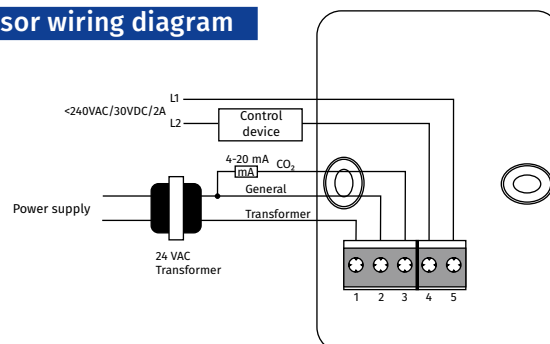 sor wiring diagram
L1
<240VAC/30VDC/2A
L2
Control
device
4-20 mA
mA
CO₂
General
Power supply
Transformer
24 VAC
Transformer
1 2 3 4 5